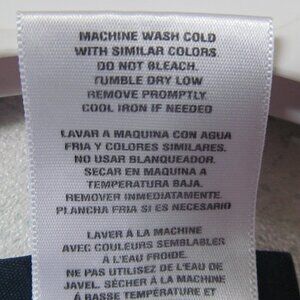 MACHINE WASH COLD
WITH SIMILAR COLORS.
DO NOT BLEACH.
TUMBLE DRY LOW
REMOVE PROMPTLY.
COOL IRON IF NEEDED
LAVAR A MAQUINA CON AGUA
FRIA Y COLORES SIMILARES.
NO USAR BLANQUEADOR.
SECAR EN MAQUINA A
TEMPERATURA BAJA.
REMOVER INMEDIATAMENTE.
PLANCHA FRIA SI ES NECESARIO
LAVER À LA MACHINE
AVEC COULEURS SEMBLABLES
À L'EAU FROIDE.
NE PAS UTILISEZ DE L'EAU DE
JAVEL. SÉCHER À LA MACHINE
À BASSE TEMPÉRATURE ET